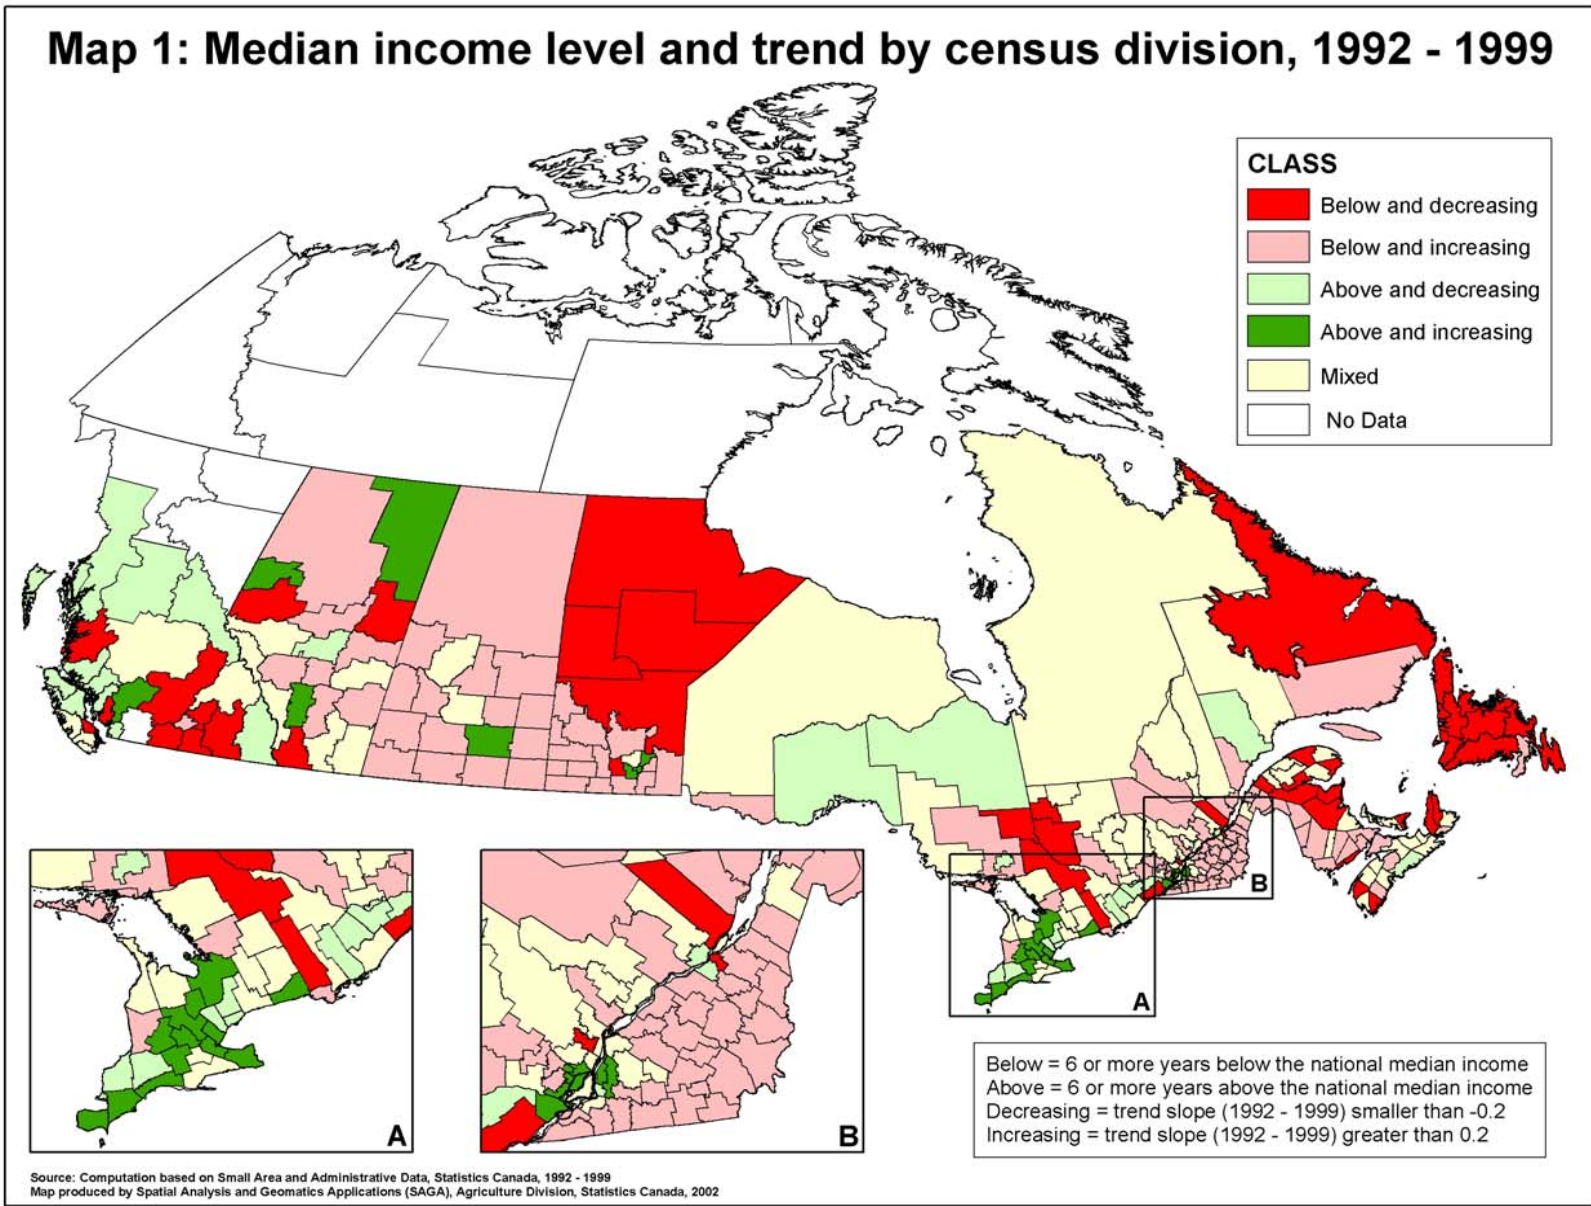 Map 1: Median income level and trend by census division, 1992 - 1999
CLASS
Below and decreasing
Below and increasing
Above and decreasing
Above and increasing
Mixed
No Data
A
B
A
B
Below = 6 or more years below the national median income
Above = 6 or more years above the national median income
Decreasing = trend slope (1992 - 1999) smaller than -0.2
Increasing = trend slope (1992 - 1999) greater than 0.2
Source: Computation based on Small Area and Administrative Data, Statistics Canada, 1992 - 1999
Map produced by Spatial Analysis and Geomatics Applications (SAGA), Agriculture Division, Statistics Canada, 2002